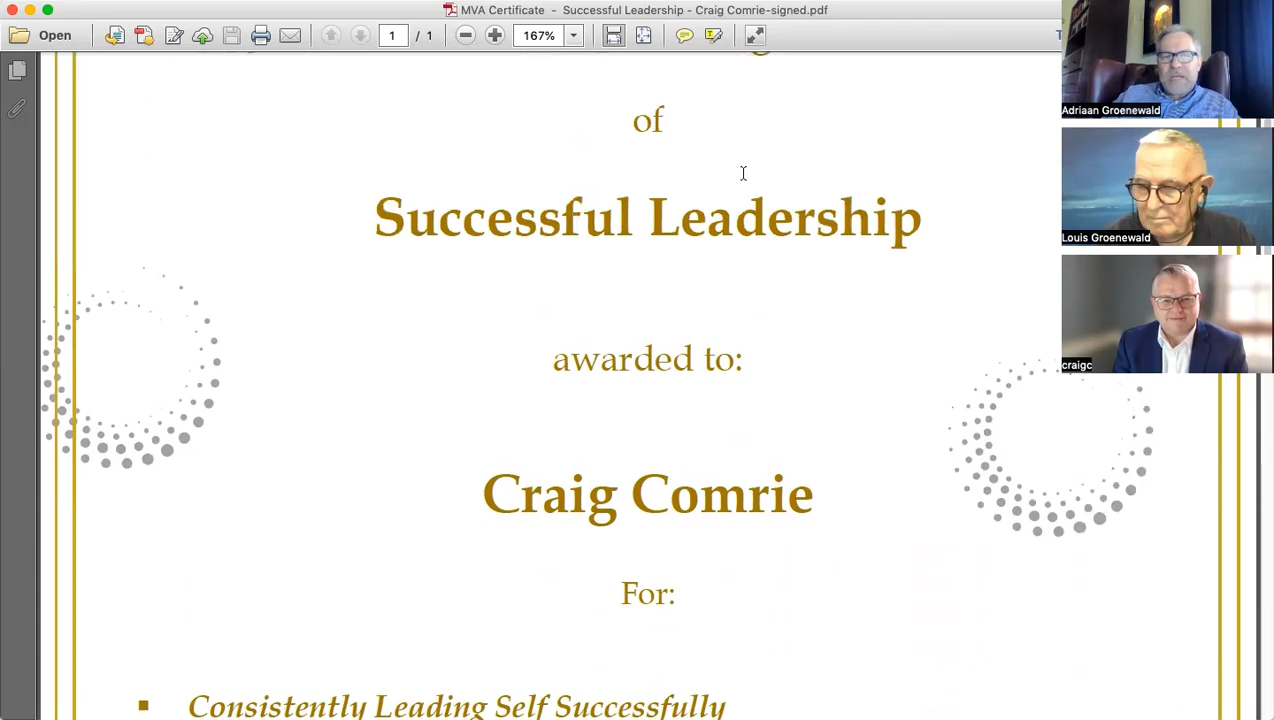 MVA Certificate - Successful Leadership - Craig Comrie-signed.pdf
Open
1 / 1
167%
of
Successful Leadership
awarded to:
Craig Comrie
For:
▪ Consistently Leading Self Successfully
Adriaan Groenewald
Louis Groenewald
craigc